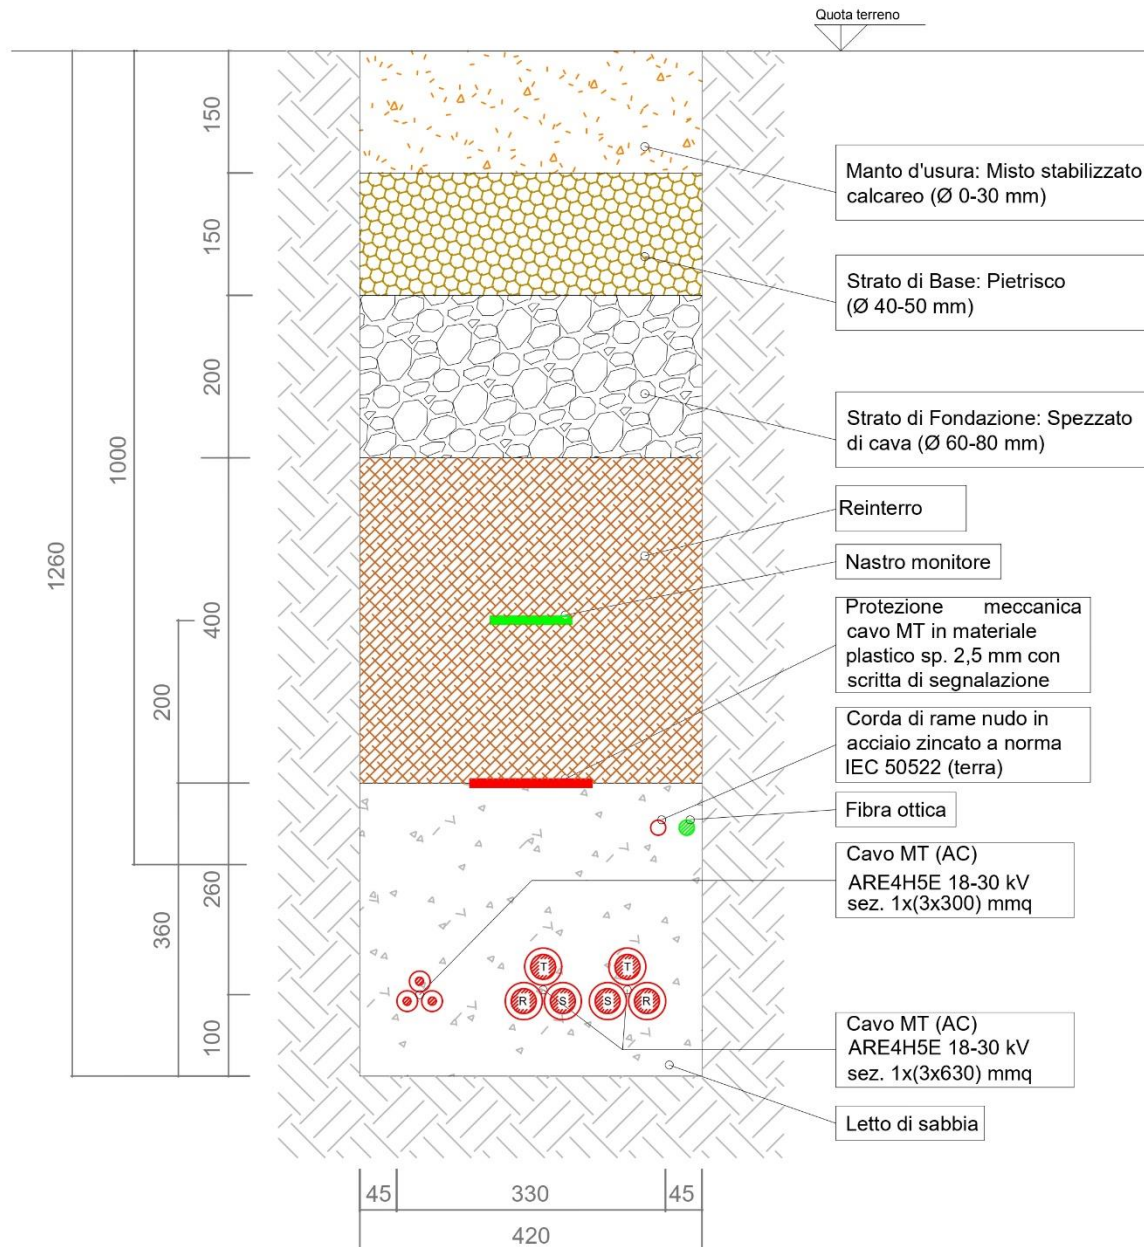 Quota terreno
150
150
200
1000
1260
400
200
260
360
100
Manto d'usura: Misto stabilizzato
calcareo (Ø 0-30 mm)
Strato di Base: Pietrisco
(Ø 40-50 mm)
Strato di Fondazione: Spezzato
di cava (Ø 60-80 mm)
Reinterro
Nastro monitore
Protezione meccanica
cavo MT in materiale
plastico sp. 2,5 mm con
scritta di segnalazione
Corda di rame nudo in
acciaio zincato a norma
IEC 50522 (terra)
Fibra ottica
Cavo MT (AC)
ARE4H5E 18-30 kV
sez. 1x(3x300) mmq
T
T
R
S
S
R
Cavo MT (AC)
ARE4H5E 18-30 kV
sez. 1x(3x630) mmq
Letto di sabbia
45
330
45
420